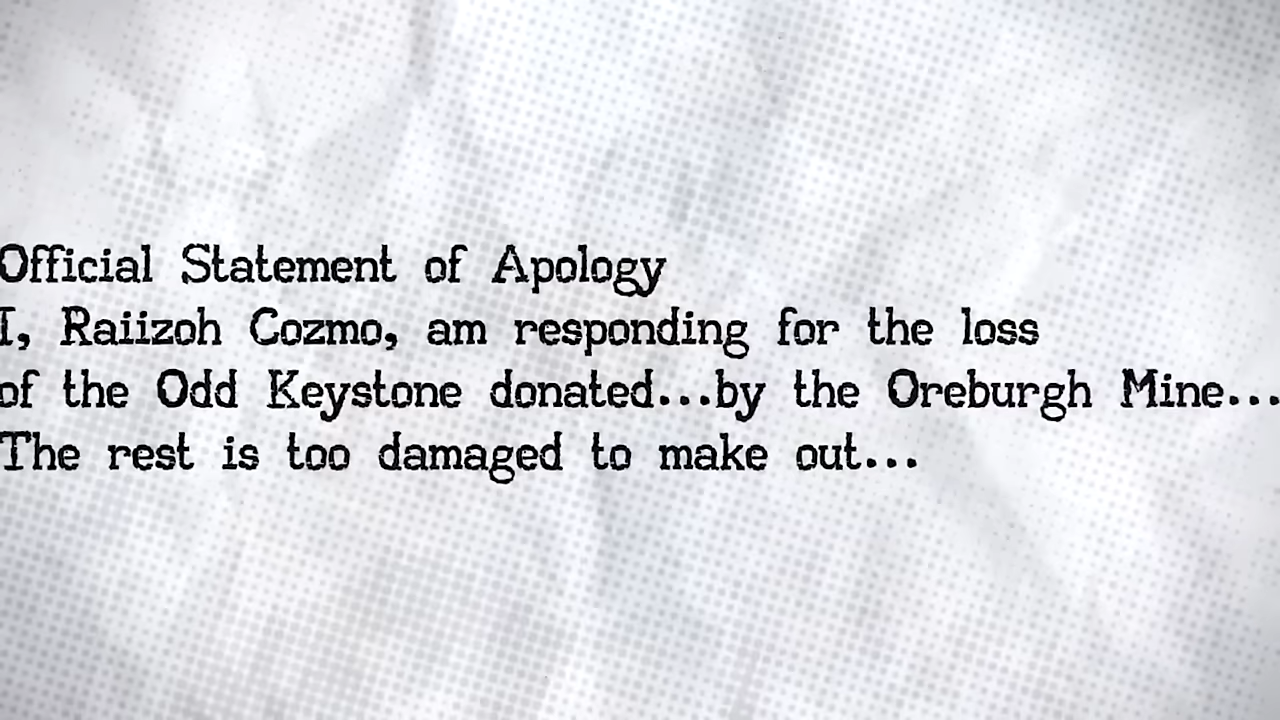 Official Statement of Apology
I, Raiizoh Cozmo, am responding for the loss
of the Odd Keystone donated...by the Oreburgh Mine...
The rest is too damaged to make out...